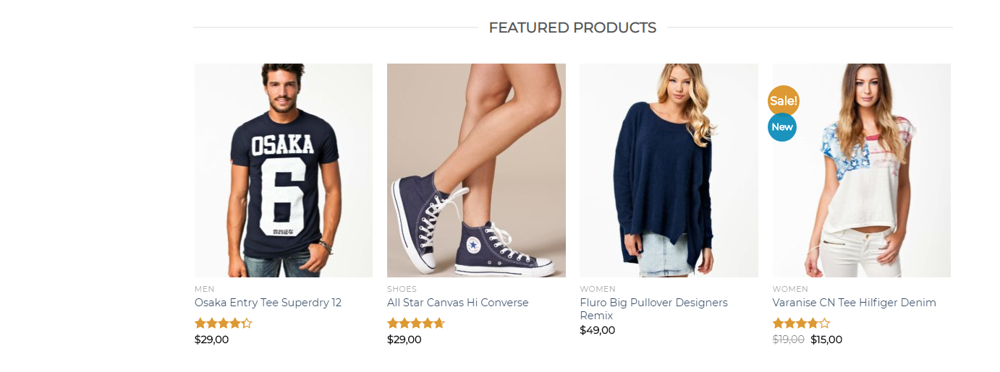 FEATURED PRODUCTS
Sale!
New
OSAKA
6
MEN
Osaka Entry Tee Superdry 12
$29,00
SHOES
All Star Canvas Hi Converse
$29,00
WOMEN
Fluro Big Pullover Designers
Remix
$49,00
WOMEN
Varanise CN Tee Hilfiger Denim
$19,00 $15,00